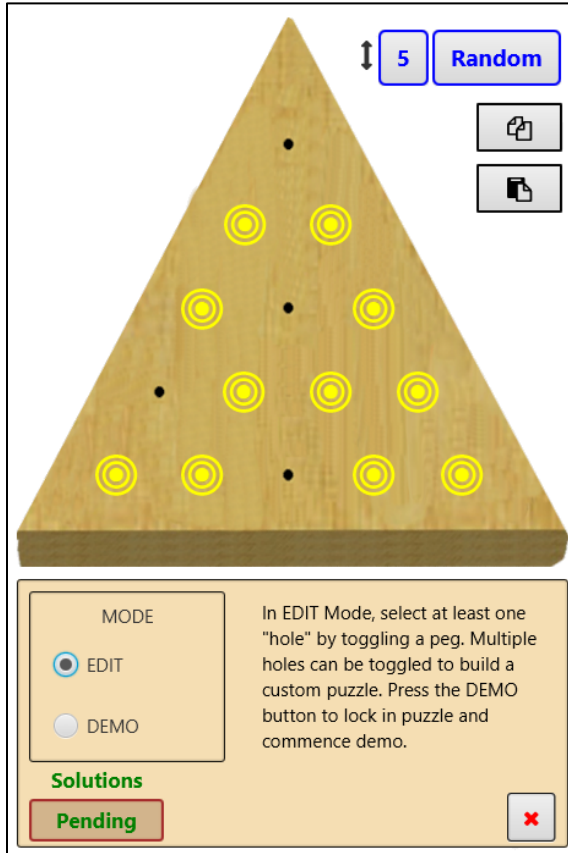 5 Random
MODE
EDIT
DEMO
In EDIT Mode, select at least one
"hole" by toggling a peg. Multiple
holes can be toggled to build a
custom puzzle. Press the DEMO
button to lock in puzzle and
commence demo.
Solutions
Pending